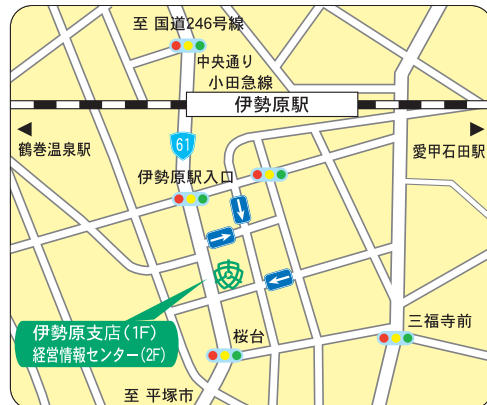 至 国道246号線
中央通り
小田急線
伊勢原駅
鶴巻温泉駅
61
愛甲石田駅
伊勢原駅入口
伊勢原支店(1F)
経営情報センター(2F)
桜台
三福寺前
至 平塚市